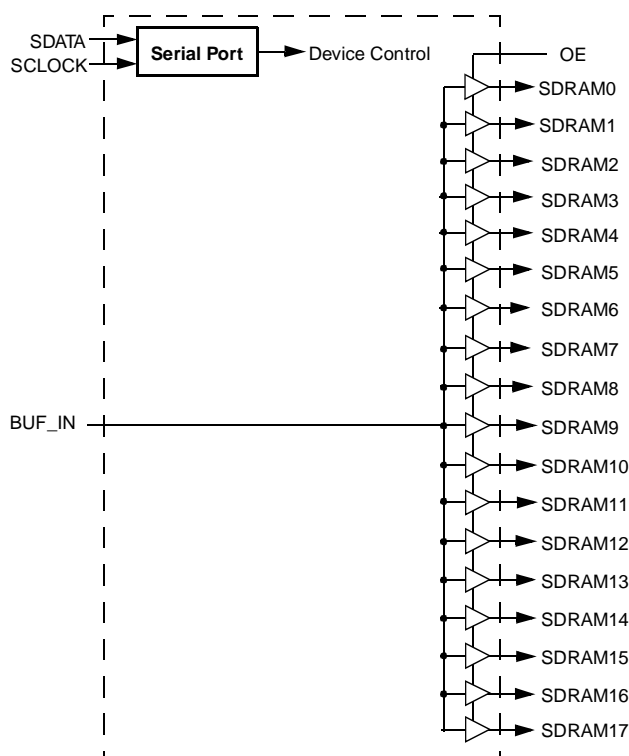 SDATA
SCLOCK
Serial Port
Device Control
OE
SDRAM0
SDRAM1
SDRAM2
SDRAM3
SDRAM4
SDRAM5
SDRAM6
SDRAM7
SDRAM8
BUF_IN
SDRAM9
SDRAM10
SDRAM11
SDRAM12
SDRAM13
SDRAM14
SDRAM15
SDRAM16
SDRAM17